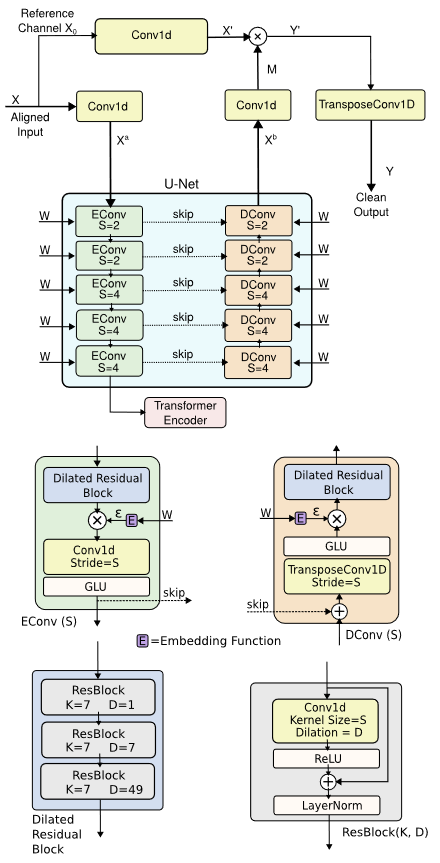 Reference
Channel X₀
Conv1d
X'
×
Y'
M
X
Aligned
Input
Conv1d
Conv1d
TransposeConv1D
Xᵃ
Xᵇ
Y
Clean
Output
U-Net
W
EConv
S=2
skip
DConv
S=2
W
W
EConv
S=2
skip
DConv
S=2
W
W
EConv
S=4
skip
DConv
S=4
W
W
EConv
S=4
skip
DConv
S=4
W
W
EConv
S=4
skip
DConv
S=4
W
Transformer
Encoder
Dilated Residual
Block
×
ε
E
W
Conv1d
Stride=S
GLU
skip
EConv (S)
Dilated Residual
Block
W
E
ε
×
GLU
TransposeConv1D
Stride=S
skip
+
DConv (S)
E =Embedding Function
ResBlock
K=7 D=1
ResBlock
K=7 D=7
ResBlock
K=7 D=49
Dilated
Residual
Block
Conv1d
Kernel Size=S
Dilation = D
ReLU
+
LayerNorm
ResBlock(K, D)